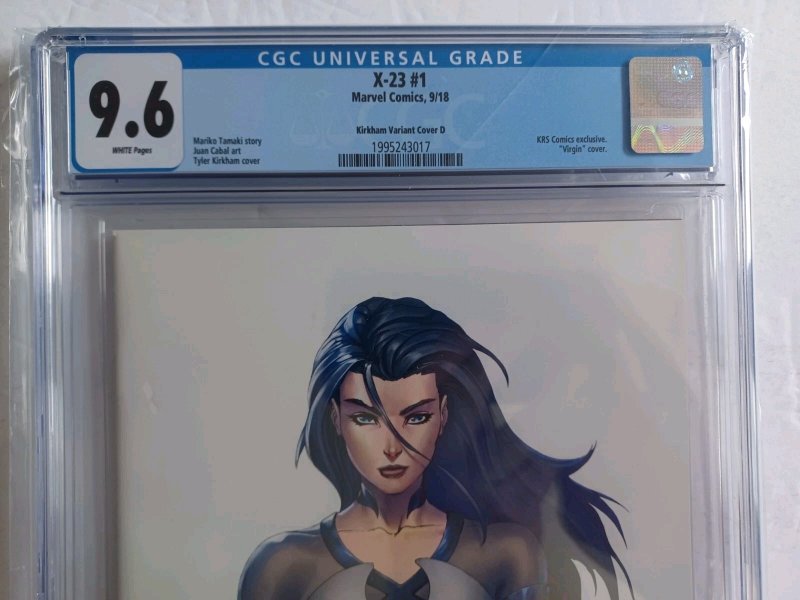 CGC UNIVERSAL GRADE
9.6
WHITE Pages
X-23 #1
Marvel Comics, 9/18
Kirkham Variant Cover D
Mariko Tamaki story
Juan Cabal art
Tyler Kirkham cover
1995243017
KRS Comics exclusive.
"Virgin" cover.